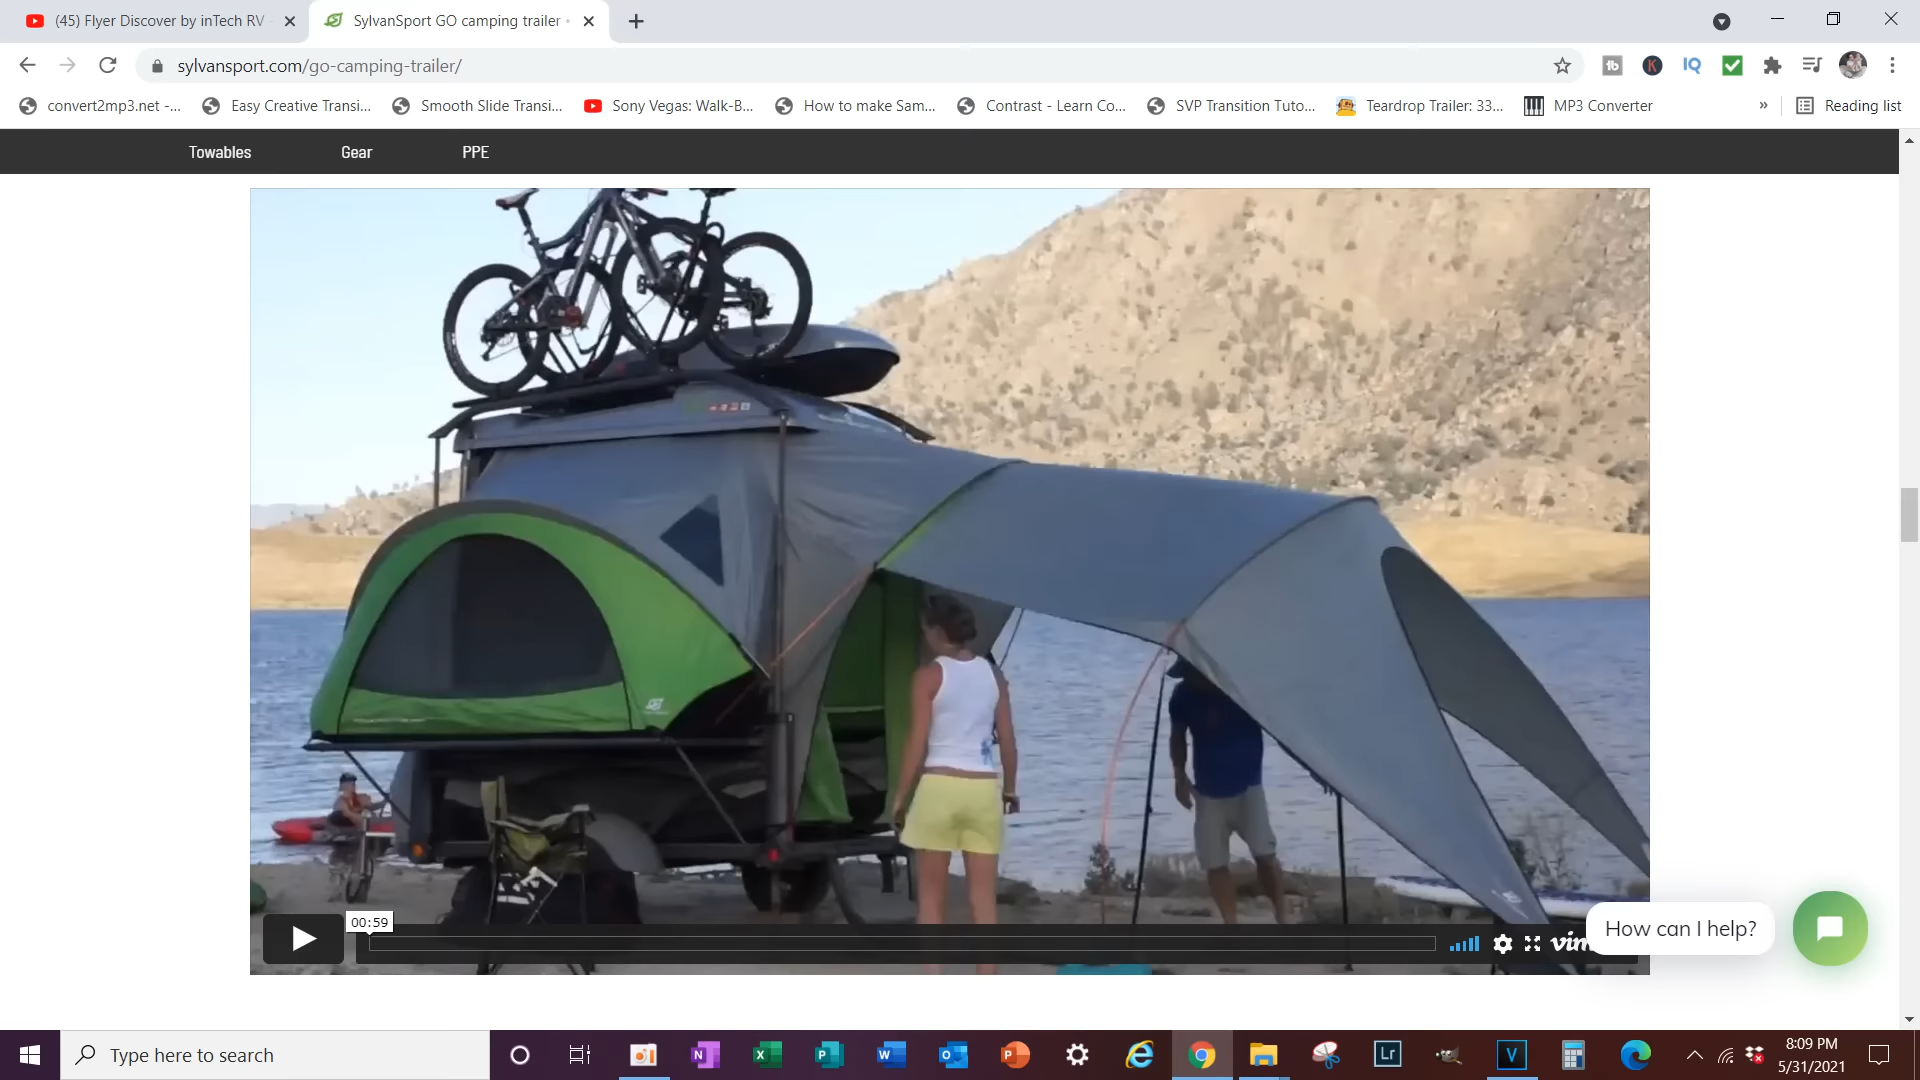 (45) Flyer Discover by inTech RV
SylvanSport GO camping trailer
sylvansport.com/go-camping-trailer/
convert2mp3.net -...
Easy Creative Transi...
Smooth Slide Transi...
Sony Vegas: Walk-B...
How to make Sam...
Contrast - Learn Co...
SVP Transition Tuto...
Teardrop Trailer: 33...
MP3 Converter
»
Reading list
Towables
Gear
PPE
00:59
vim
How can I help?
Type here to search
8:09 PM
5/31/2021